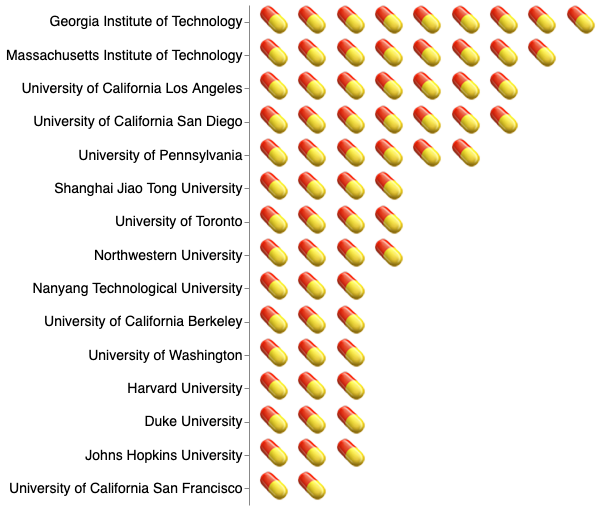 Georgia Institute of Technology
Massachusetts Institute of Technology
University of California Los Angeles
University of California San Diego
University of Pennsylvania
Shanghai Jiao Tong University
University of Toronto
Northwestern University
Nanyang Technological University
University of California Berkeley
University of Washington
Harvard University
Duke University
Johns Hopkins University
University of California San Francisco